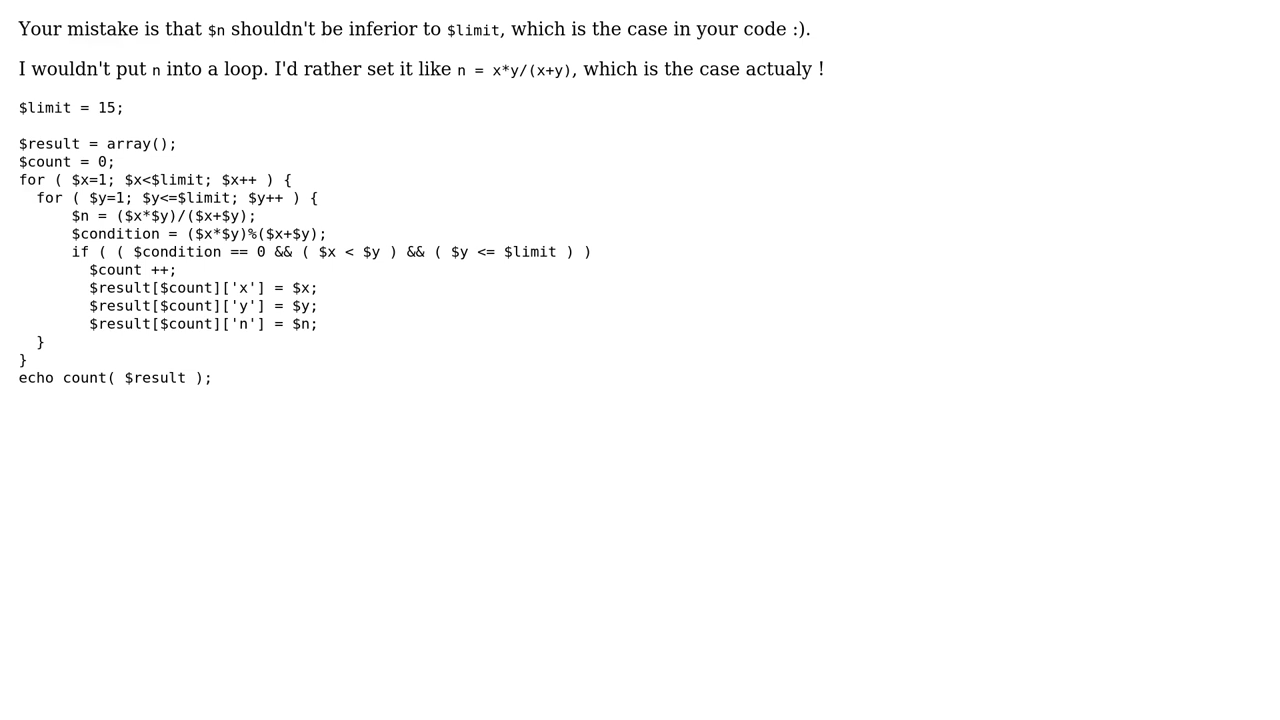 Your mistake is that $n shouldn't be inferior to $limit, which is the case in your code :).
I wouldn't put n into a loop. I'd rather set it like n = x*y/(x+y), which is the case actualy !
$limit = 15;

$result = array();
$count = 0;
for ( $x=1; $x<$limit; $x++ ) {
  for ( $y=1; $y<=$limit; $y++ ) {
      $n = ($x*$y)/($x+$y);
      $condition = ($x*$y)%($x+$y);
      if ( ( $condition == 0 && ( $x < $y ) && ( $y <= $limit ) )
        $count ++;
        $result[$count]['x'] = $x;
        $result[$count]['y'] = $y;
        $result[$count]['n'] = $n;
  }
}
echo count( $result );